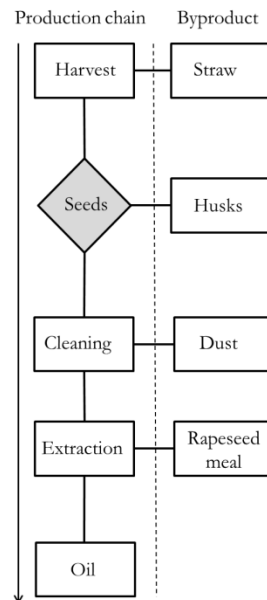 Production chain Byproduct
Harvest Straw
Seeds Husks
Cleaning Dust
Extraction Rapeseed
meal
Oil